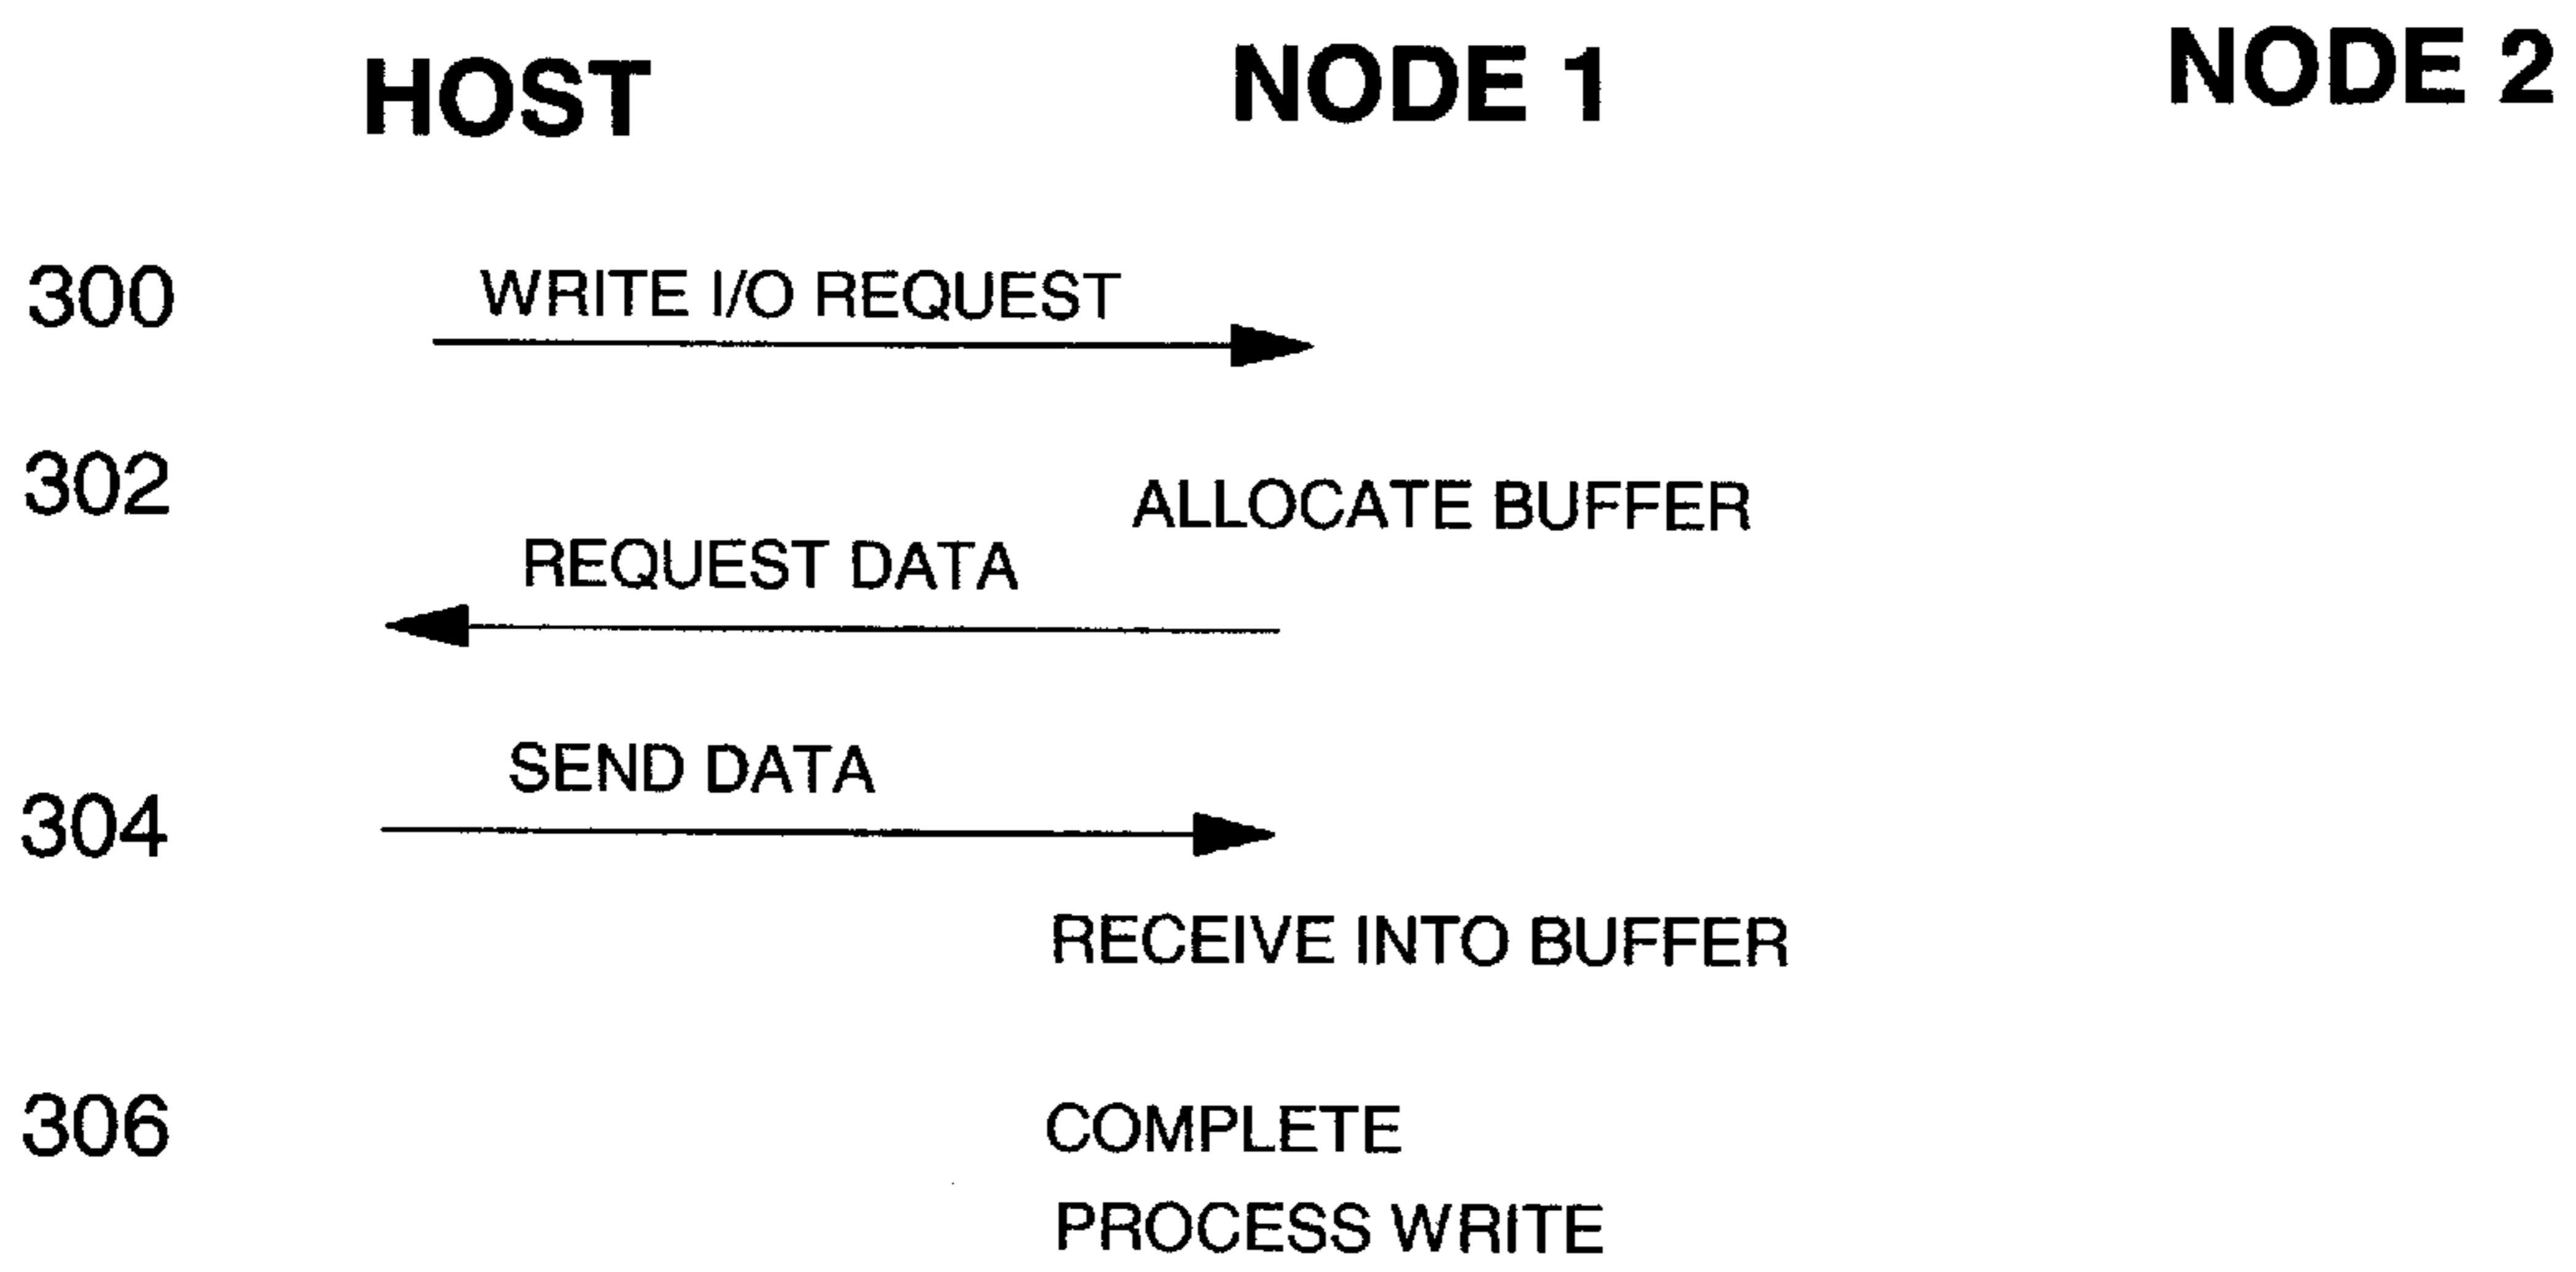 HOST NODE 1 NODE 2
300 WRITE I/O REQUEST
302 ALLOCATE BUFFER
REQUEST DATA
SEND DATA
304
RECEIVE INTO BUFFER
306 COMPLETE
PROCESS WRITE